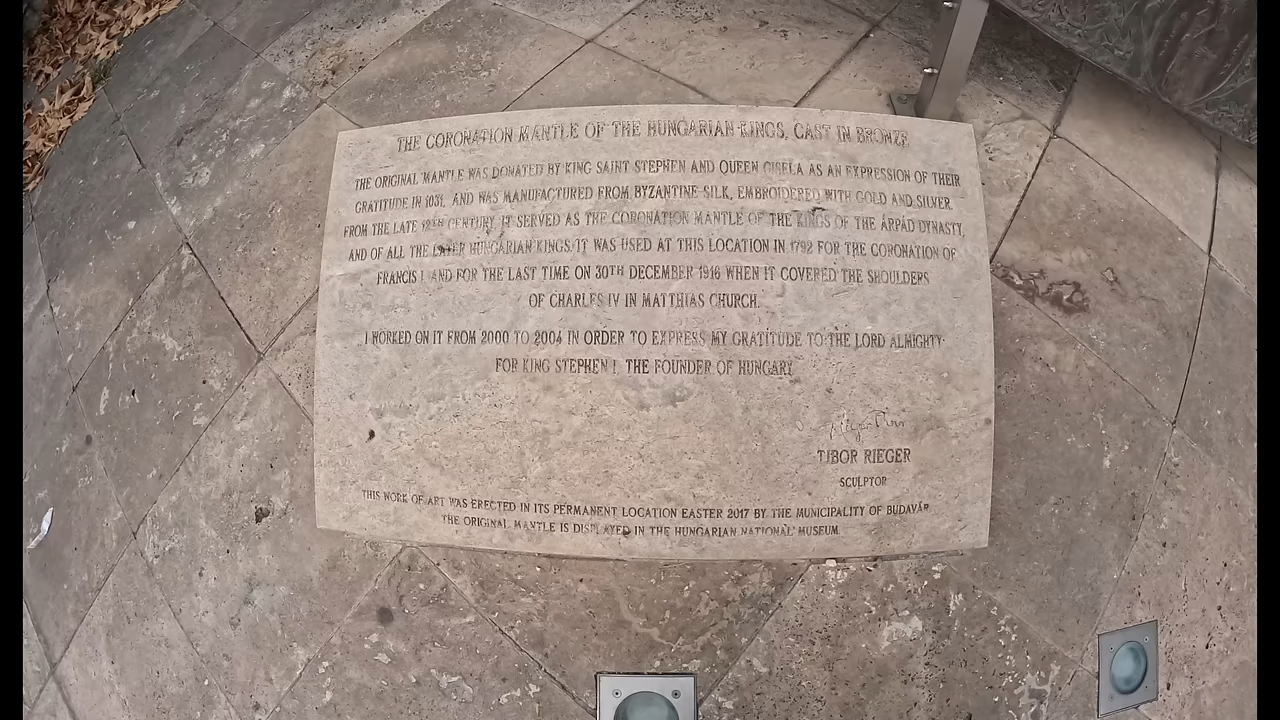 THE CORONATION MANTLE OF THE HUNGARIAN KINGS, CAST IN BRONZE
THE ORIGINAL MANTLE WAS DONATED BY KING SAINT STEPHEN AND QUEEN GISELA AS AN EXPRESSION OF THEIR
GRATITUDE IN 1031, AND WAS MANUFACTURED FROM BYZANTINE SILK, EMBROIDERED WITH GOLD AND SILVER.
FROM THE LATE 12TH CENTURY IT SERVED AS THE CORONATION MANTLE OF THE KINGS OF THE ÁRPÁD DYNASTY,
AND OF ALL THE LATER HUNGARIAN KINGS. IT WAS USED AT THIS LOCATION IN 1792 FOR THE CORONATION OF
FRANCIS I AND FOR THE LAST TIME ON 30TH DECEMBER 1916 WHEN IT COVERED THE SHOULDERS
OF CHARLES IV IN MATTHIAS CHURCH.
I WORKED ON IT FROM 2000 TO 2004 IN ORDER TO EXPRESS MY GRATITUDE TO THE LORD ALMIGHTY
FOR KING STEPHEN I, THE FOUNDER OF HUNGARY.
TIBOR RIEGER
SCULPTOR
THIS WORK OF ART WAS ERECTED IN ITS PERMANENT LOCATION EASTER 2017 BY THE MUNICIPALITY OF BUDAVÁR
THE ORIGINAL MANTLE IS DISPLAYED IN THE HUNGARIAN NATIONAL MUSEUM.